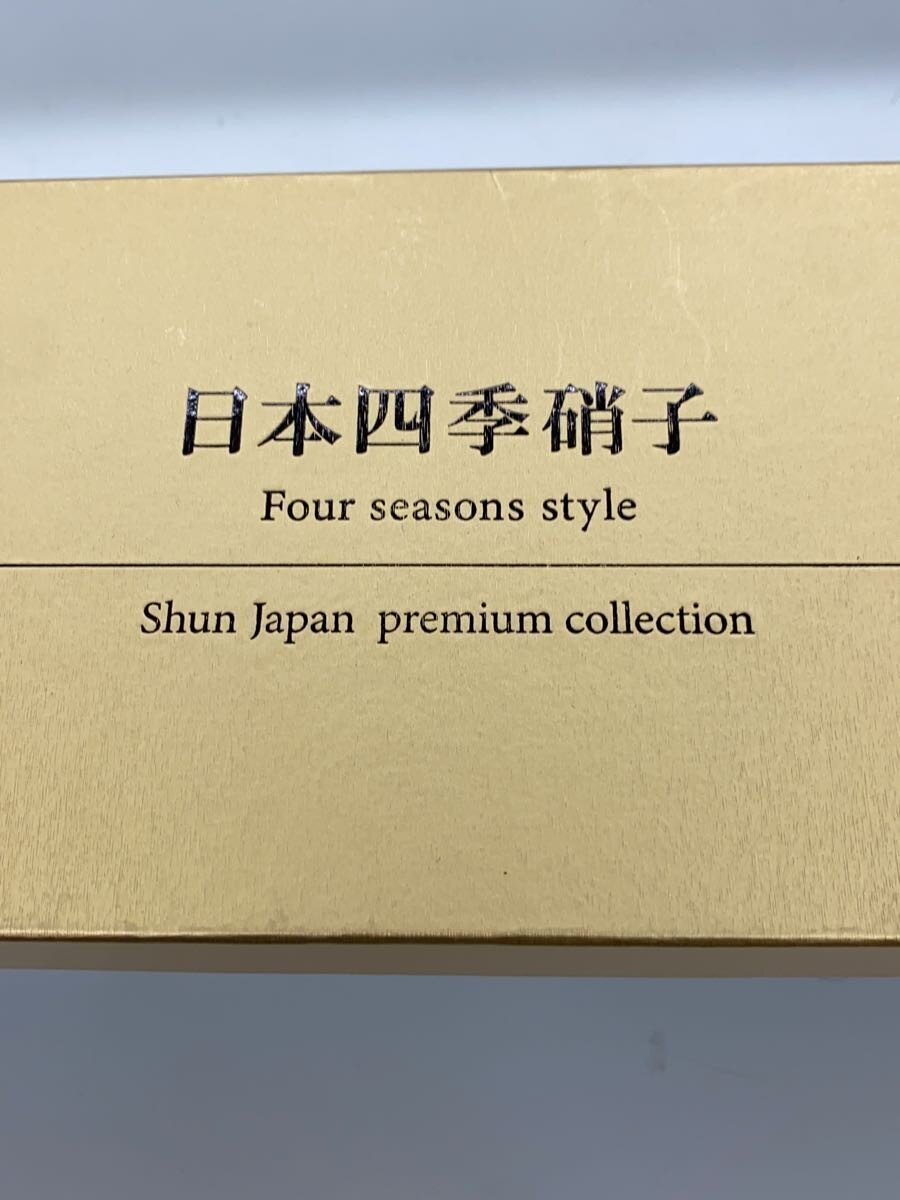 日本四季硝子
Four seasons style
Shun Japan premium collection